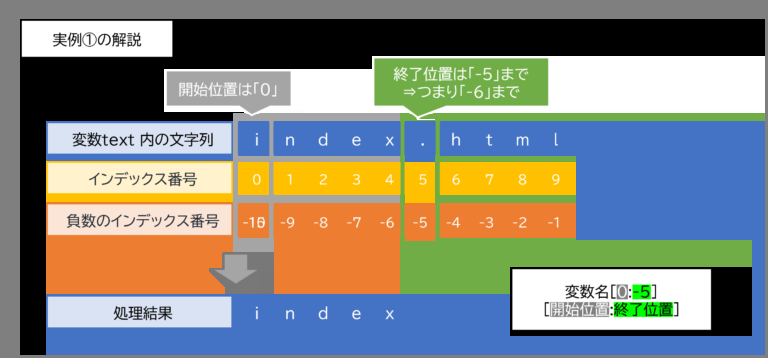 実例①の解説
開始位置は「0」
終了位置は「-5」まで
⇒つまり「-6」まで
変数text 内の文字列 i n d e x . h t m l
インデックス番号 0 1 2 3 4 5 6 7 8 9
負数のインデックス番号 -9 -8 -7 -6 -5 -4 -3 -2 -1
処理結果 i n d e x
変数名[0:-5]
[開始位置:終了位置]